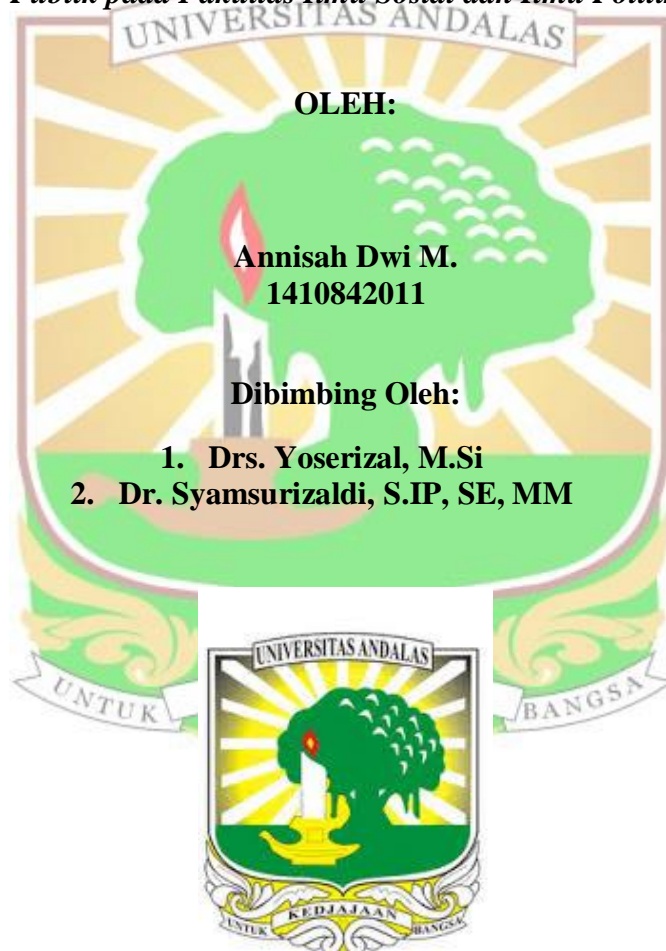 Publik pada Fakultas Ilmu Sosial dan Ilmu Politik
UNIVERSITAS ANDALAS
OLEH:
Annisah Dwi M.
1410842011
Dibimbing Oleh:
1. Drs. Yoserizal, M.Si
2. Dr. Syamsurizaldi, S.IP, SE, MM
UNTUK BANGSA
UNIVERSITAS ANDALAS
UNTUK KEDJAJAAN BANGSA